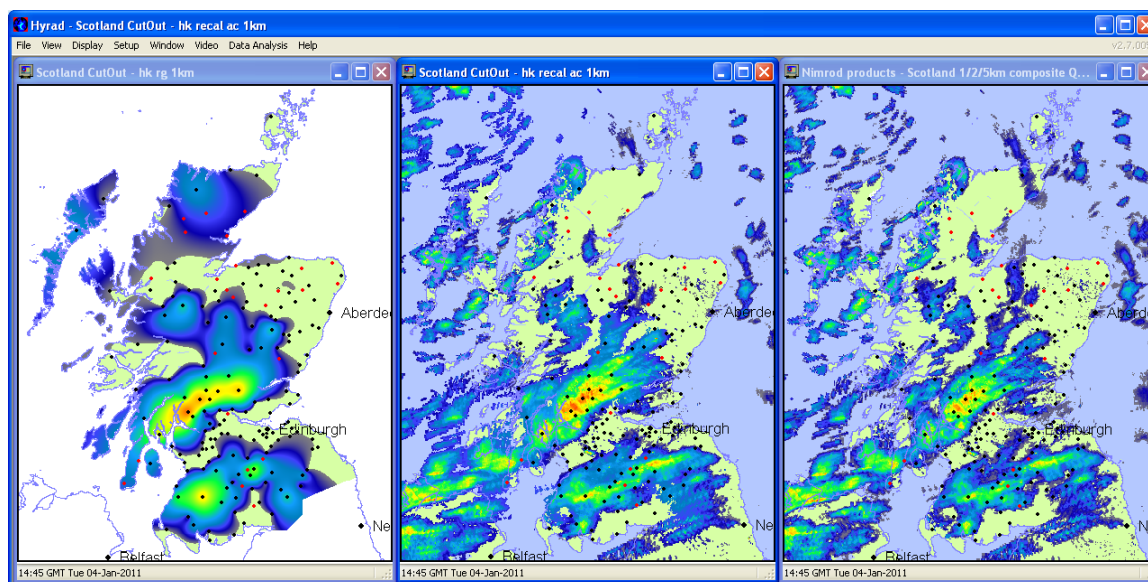 Hyrad - Scotland CutOut - hk recal ac 1km
File View Display Setup Window Video Data Analysis Help
v2.7.009
Scotland CutOut - hk rg 1km
Aberdee
Edinburgh
Ne
Belfast
14:45 GMT Tue 04-Jan-2011
Scotland CutOut - hk recal ac 1km
Aberdee
Edinburgh
Ne
Belfast
14:45 GMT Tue 04-Jan-2011
Nimrod products - Scotland 1/2/5km composite Q...
Aberdee
Edinburgh
Ne
Belfast
14:45 GMT Tue 04-Jan-2011